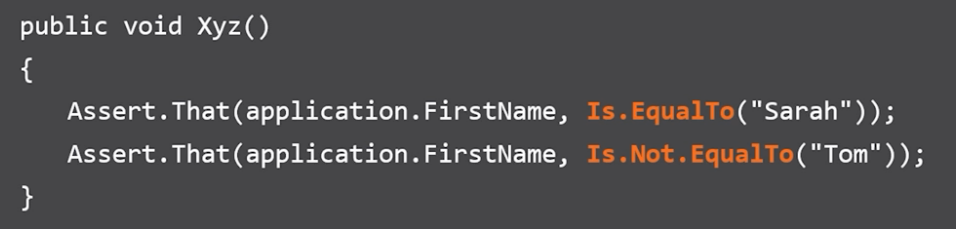 public void Xyz()
{
Assert.That(application.FirstName, Is.EqualTo("Sarah"));
Assert.That(application.FirstName, Is.Not.EqualTo("Tom"));
}